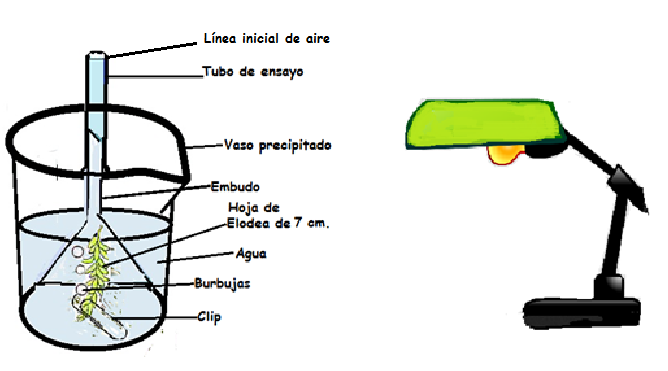 Línea inicial de aire
Tubo de ensayo
Vaso precipitado
Embudo
Hoja de
Elodea de 7 cm.
Agua
Burbujas
Clip